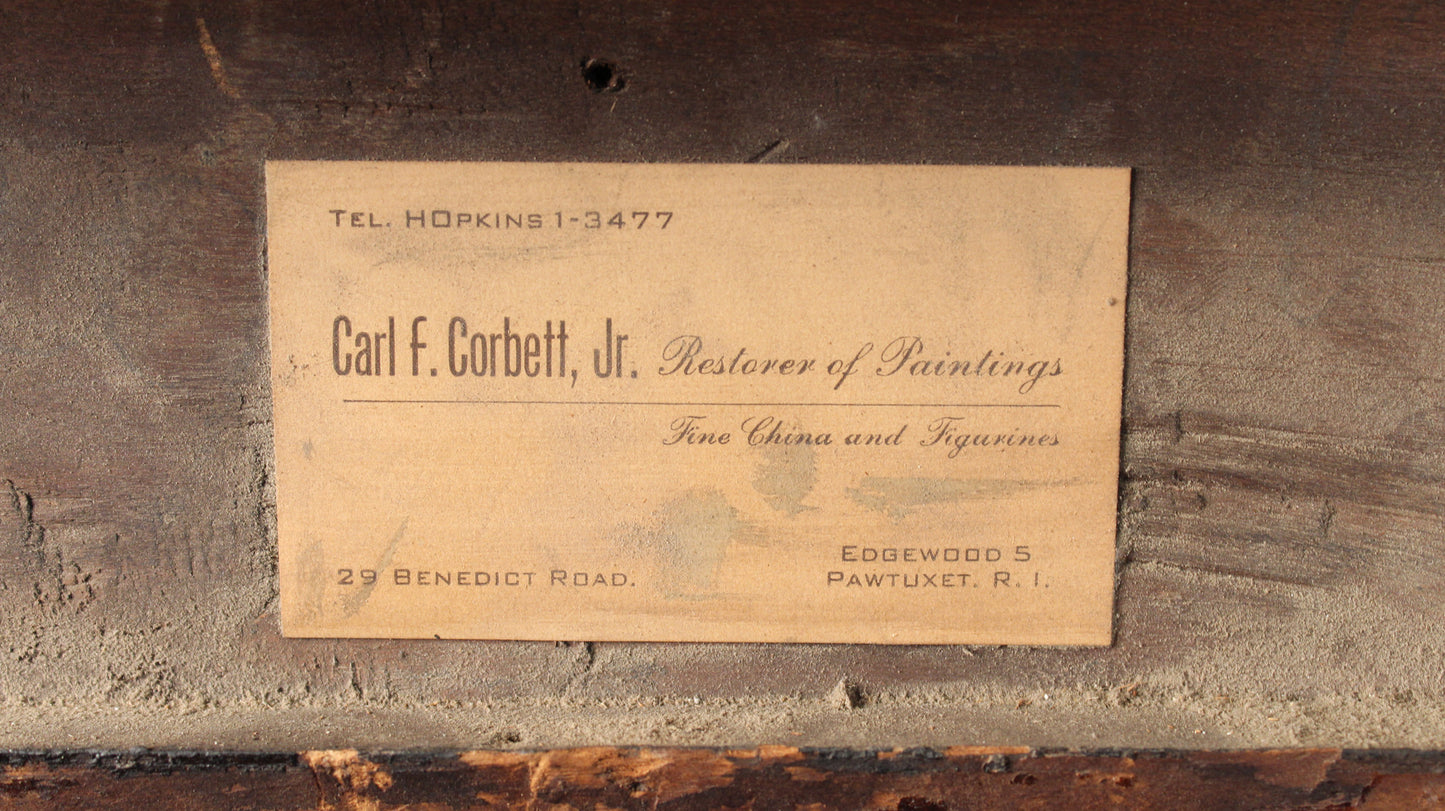 TEL. HOPKINS 1-3477
Carl F. Corbett, Jr. Restorer of Paintings
Fine China and Figurines
EDGEWOOD 5
29 BENEDICT ROAD. PAWTUXET. R. I.